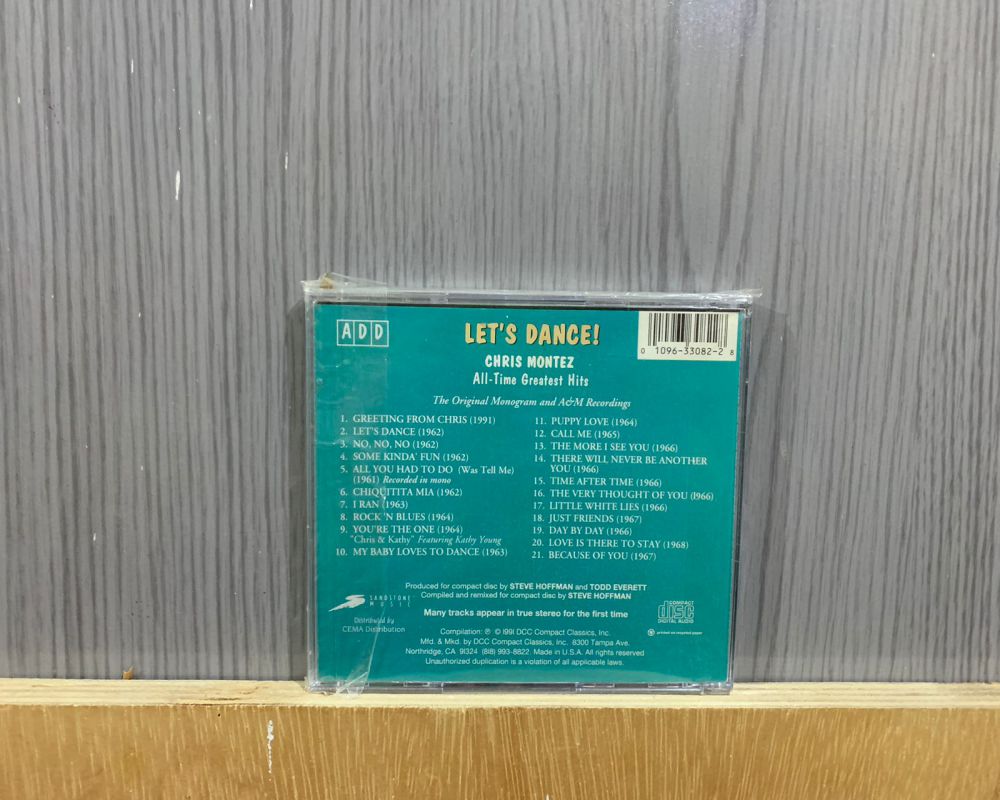 ADD
LET'S DANCE!
CHRIS MONTEZ
All-Time Greatest Hits
The Original Monogram and A&M Recordings
0 1096-33082-2 8
1. GREETING FROM CHRIS (1991)
2. LET'S DANCE (1962)
3. NO, NO, NO (1962)
4. SOME KINDA' FUN (1962)
5. ALL YOU HAD TO DO (Was Tell Me)
(1961) Recorded in mono
6. CHIQUITITA MIA (1962)
7. I RAN (1963)
8. ROCK 'N BLUES (1964)
9. YOU'RE THE ONE (1964)
"Chris & Kathy" Featuring Kathy Young
10. MY BABY LOVES TO DANCE (1963)
11. PUPPY LOVE (1964)
12. CALL ME (1965)
13. THE MORE I SEE YOU (1966)
14. THERE WILL NEVER BE ANOTHER
YOU (1966)
15. TIME AFTER TIME (1966)
16. THE VERY THOUGHT OF YOU (1966)
17. LITTLE WHITE LIES (1966)
18. JUST FRIENDS (1967)
19. DAY BY DAY (1966)
20. LOVE IS THERE TO STAY (1968)
21. BECAUSE OF YOU (1967)
Produced for compact disc by STEVE HOFFMAN and TODD EVERETT
Compiled and remixed for compact disc by STEVE HOFFMAN
Many tracks appear in true stereo for the first time
SANDSTONE
MUSIC
Distributed by
CEMA Distribution
COMPACT
disc
DIGITAL AUDIO
printed on recycled paper
Compilation: ℗ © 1991 DCC Compact Classics, Inc.
Mfd. & Mkd. by DCC Compact Classics, Inc. 8300 Tampa Ave.
Northridge, CA 91324 (818) 993-8822. Made in U.S.A. All rights reserved
Unauthorized duplication is a violation of all applicable laws.